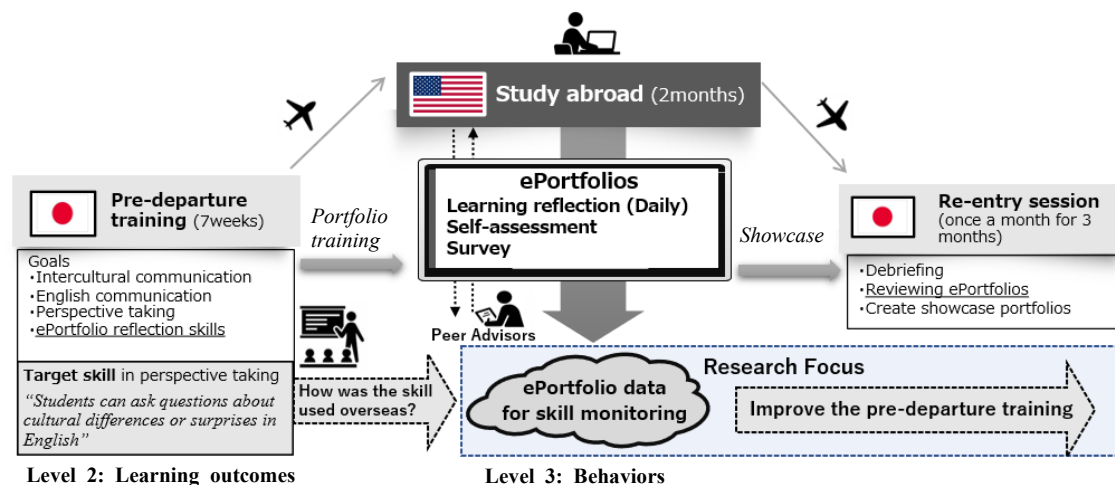 Study abroad (2months)
Pre-departure
training (7weeks)
Goals
・Intercultural communication
・English communication
・Perspective taking
・ePortfolio reflection skills
Target skill in perspective taking
“Students can ask questions about
cultural differences or surprises in
English”
Level 2: Learning outcomes
Portfolio
training
ePortfolios
Learning reflection (Daily)
Self-assessment
Survey
Peer Advisors
Showcase
Re-entry session
(once a month for 3
months)
・Debriefing
・Reviewing ePortfolios
・Create showcase portfolios
How was the skill
used overseas?
Research Focus
ePortfolio data
for skill monitoring
Improve the pre-departure training
Level 3: Behaviors